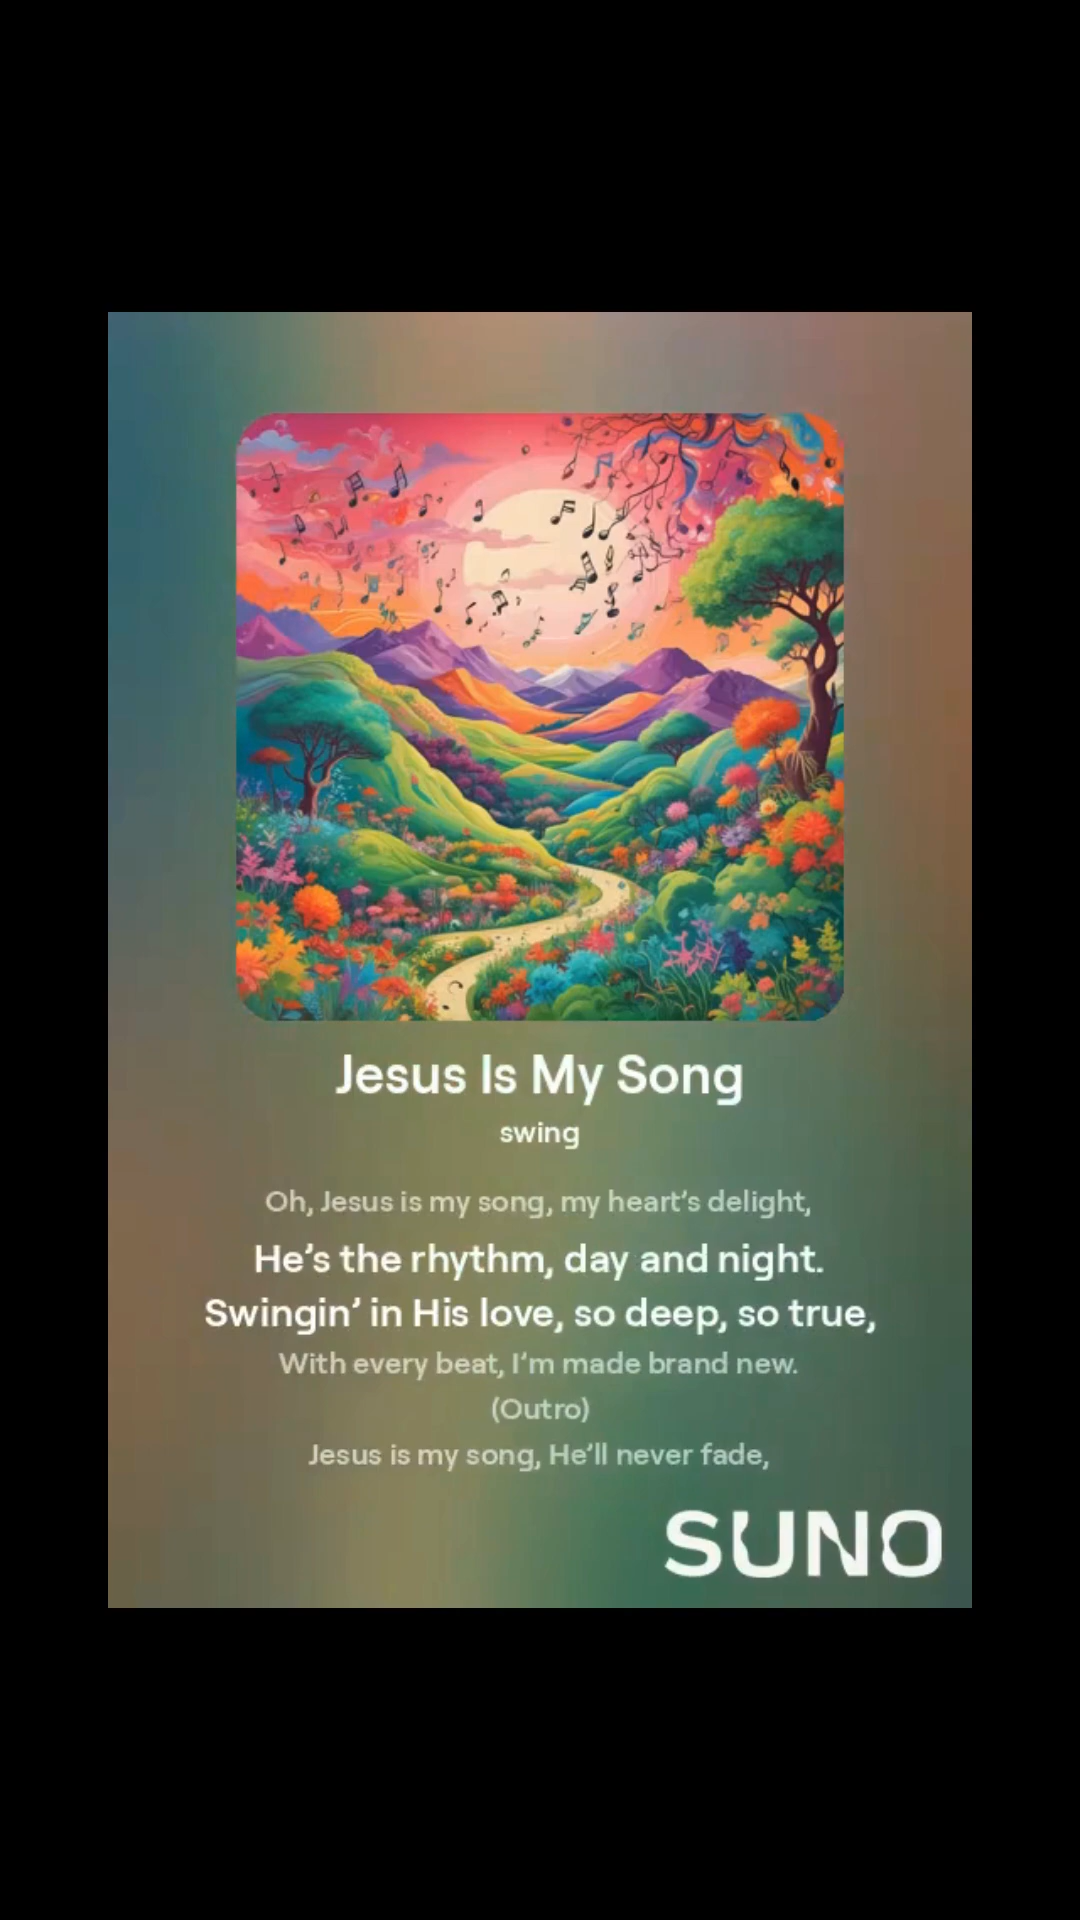 Jesus Is My Song
swing
Oh, Jesus is my song, my heart’s delight,
He’s the rhythm, day and night.
Swingin’ in His love, so deep, so true,
With every beat, I’m made brand new.
(Outro)
Jesus is my song, He’ll never fade,
SUNO